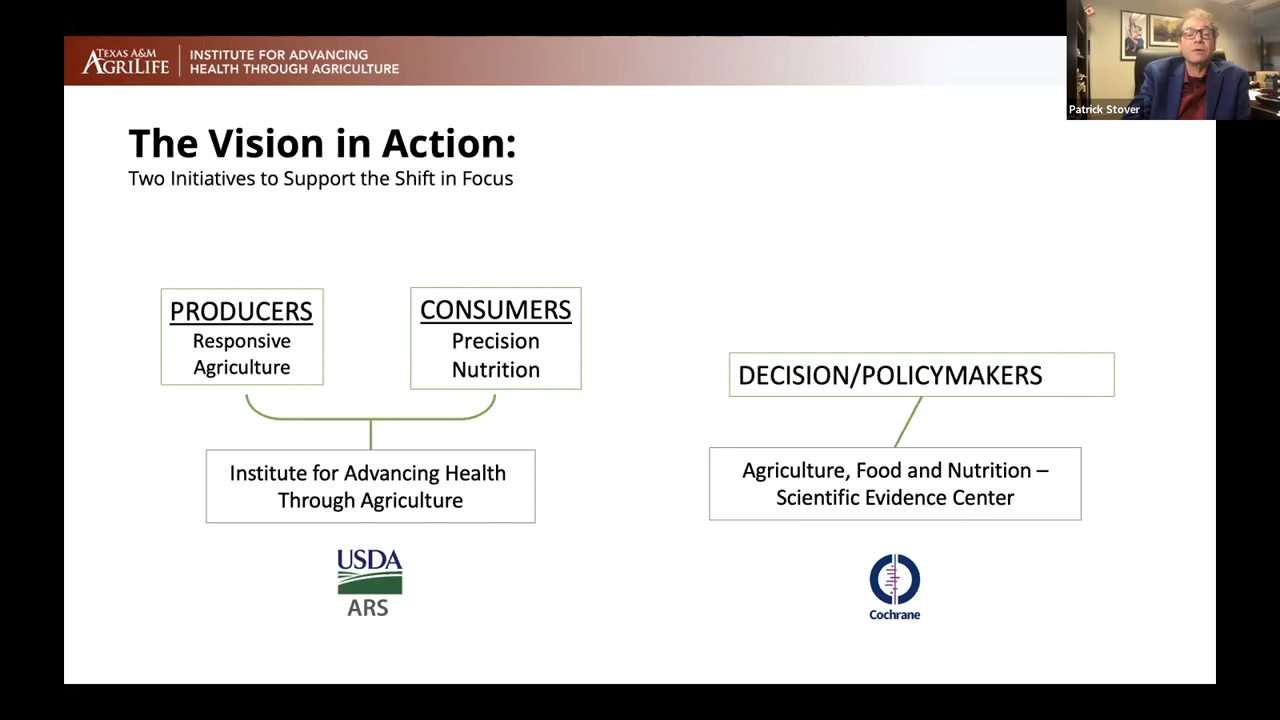 TEXAS A&M
AGRILIFE
INSTITUTE FOR ADVANCING
HEALTH THROUGH AGRICULTURE
Patrick Stover
The Vision in Action:
Two Initiatives to Support the Shift in Focus
PRODUCERS
Responsive
Agriculture
CONSUMERS
Precision
Nutrition
DECISION/POLICYMAKERS
Institute for Advancing Health
Through Agriculture
Agriculture, Food and Nutrition –
Scientific Evidence Center
USDA
ARS
Cochrane